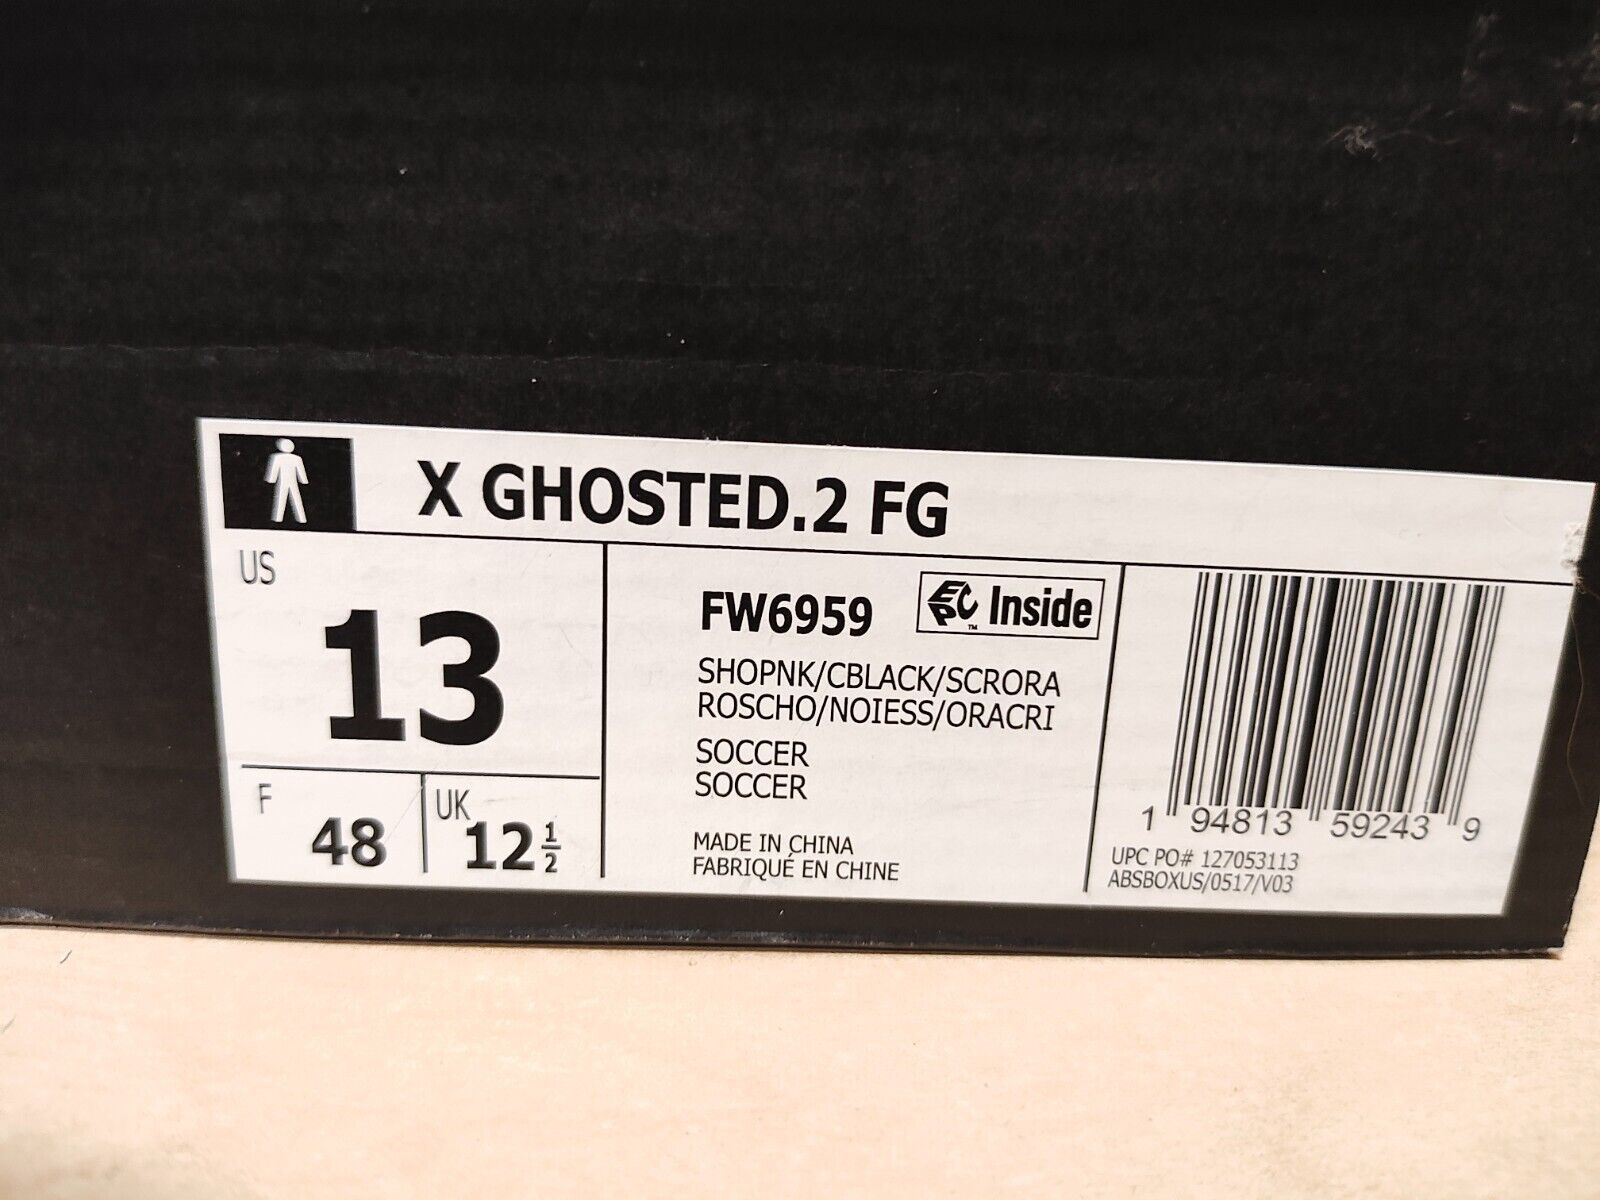 X GHOSTED.2 FG
US
13
F
48
UK
12 1/2
FW6959
EPC™ Inside
SHOPNK/CBLACK/SCRORA
ROSCHO/NOIESS/ORACRI
SOCCER
SOCCER
MADE IN CHINA
FABRIQUÉ EN CHINE
1 94813 59243 9
UPC PO# 127053113
ABSBOXUS/0517/V03